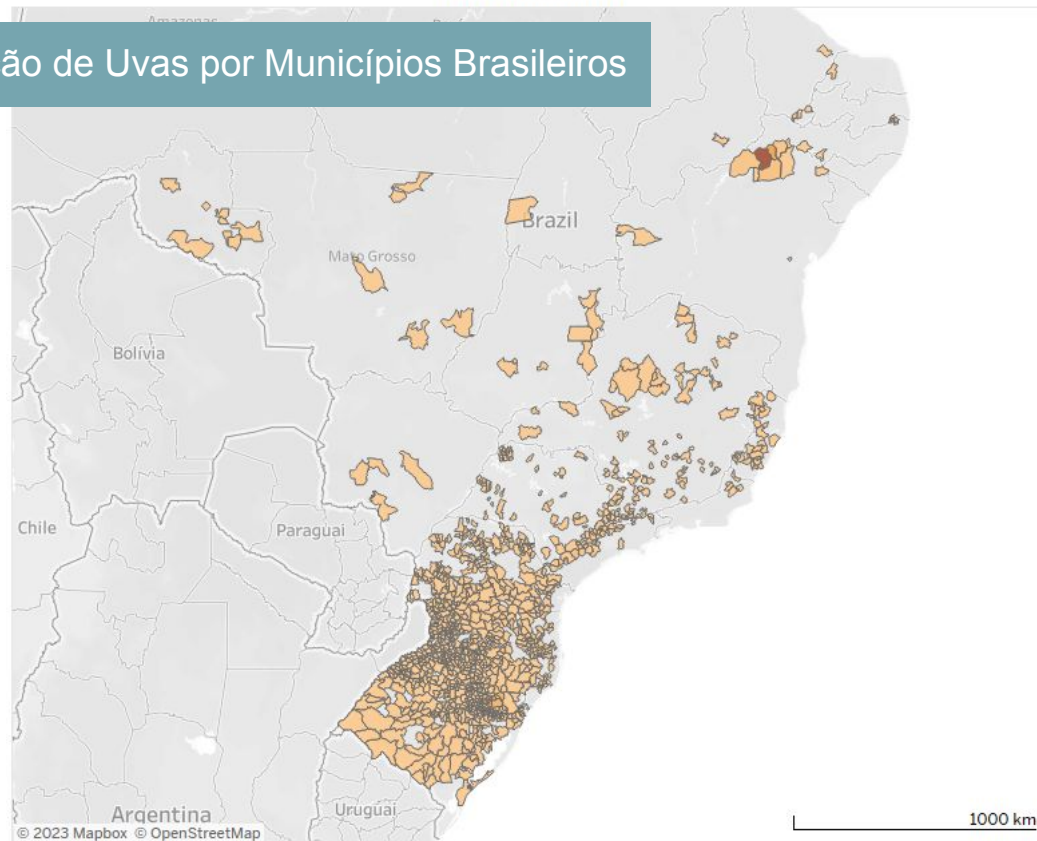 ão de Uvas por Municípios Brasileiros
Amazonas
Brazil
Mato Grosso
Bolívia
Chile
Paraguai
Argentina
Uruguai
© 2023 Mapbox © OpenStreetMap
1000 km